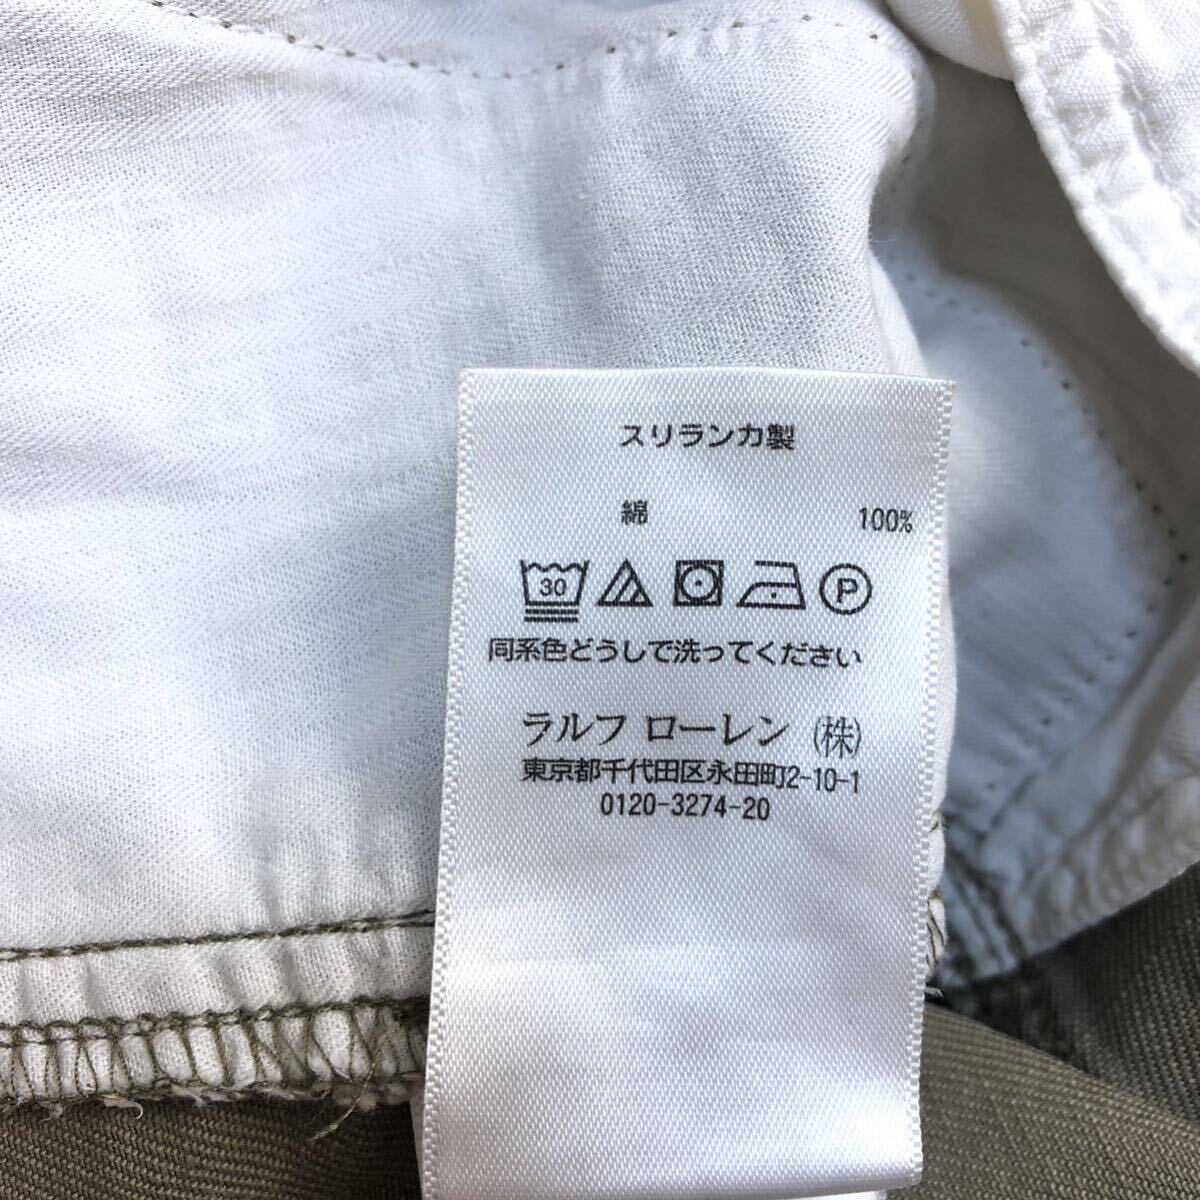 スリランカ製
綿 100%
30 P
同系色どうしで洗ってください
ラルフ ローレン (株)
東京都千代田区永田町2-10-1
0120-3274-20